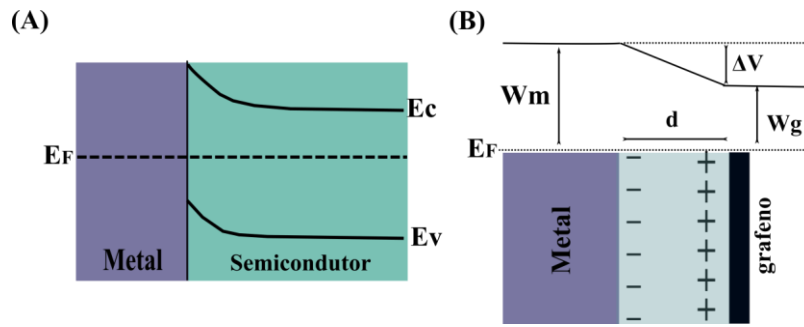 (A)
Ec
EF
Ev
Metal
Semicondutor
(B)
ΔV
Wm
d
Wg
EF
− +
− +
− +
− +
− +
− +
− +
Metal
grafeno